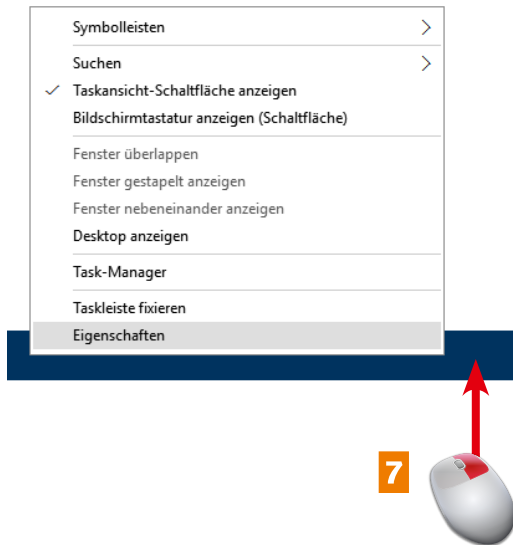 Symbolleisten
Suchen
Taskansicht-Schaltfläche anzeigen
Bildschirmtastatur anzeigen (Schaltfläche)
Fenster überlappen
Fenster gestapelt anzeigen
Fenster nebeneinander anzeigen
Desktop anzeigen
Task-Manager
Taskleiste fixieren
Eigenschaften
7